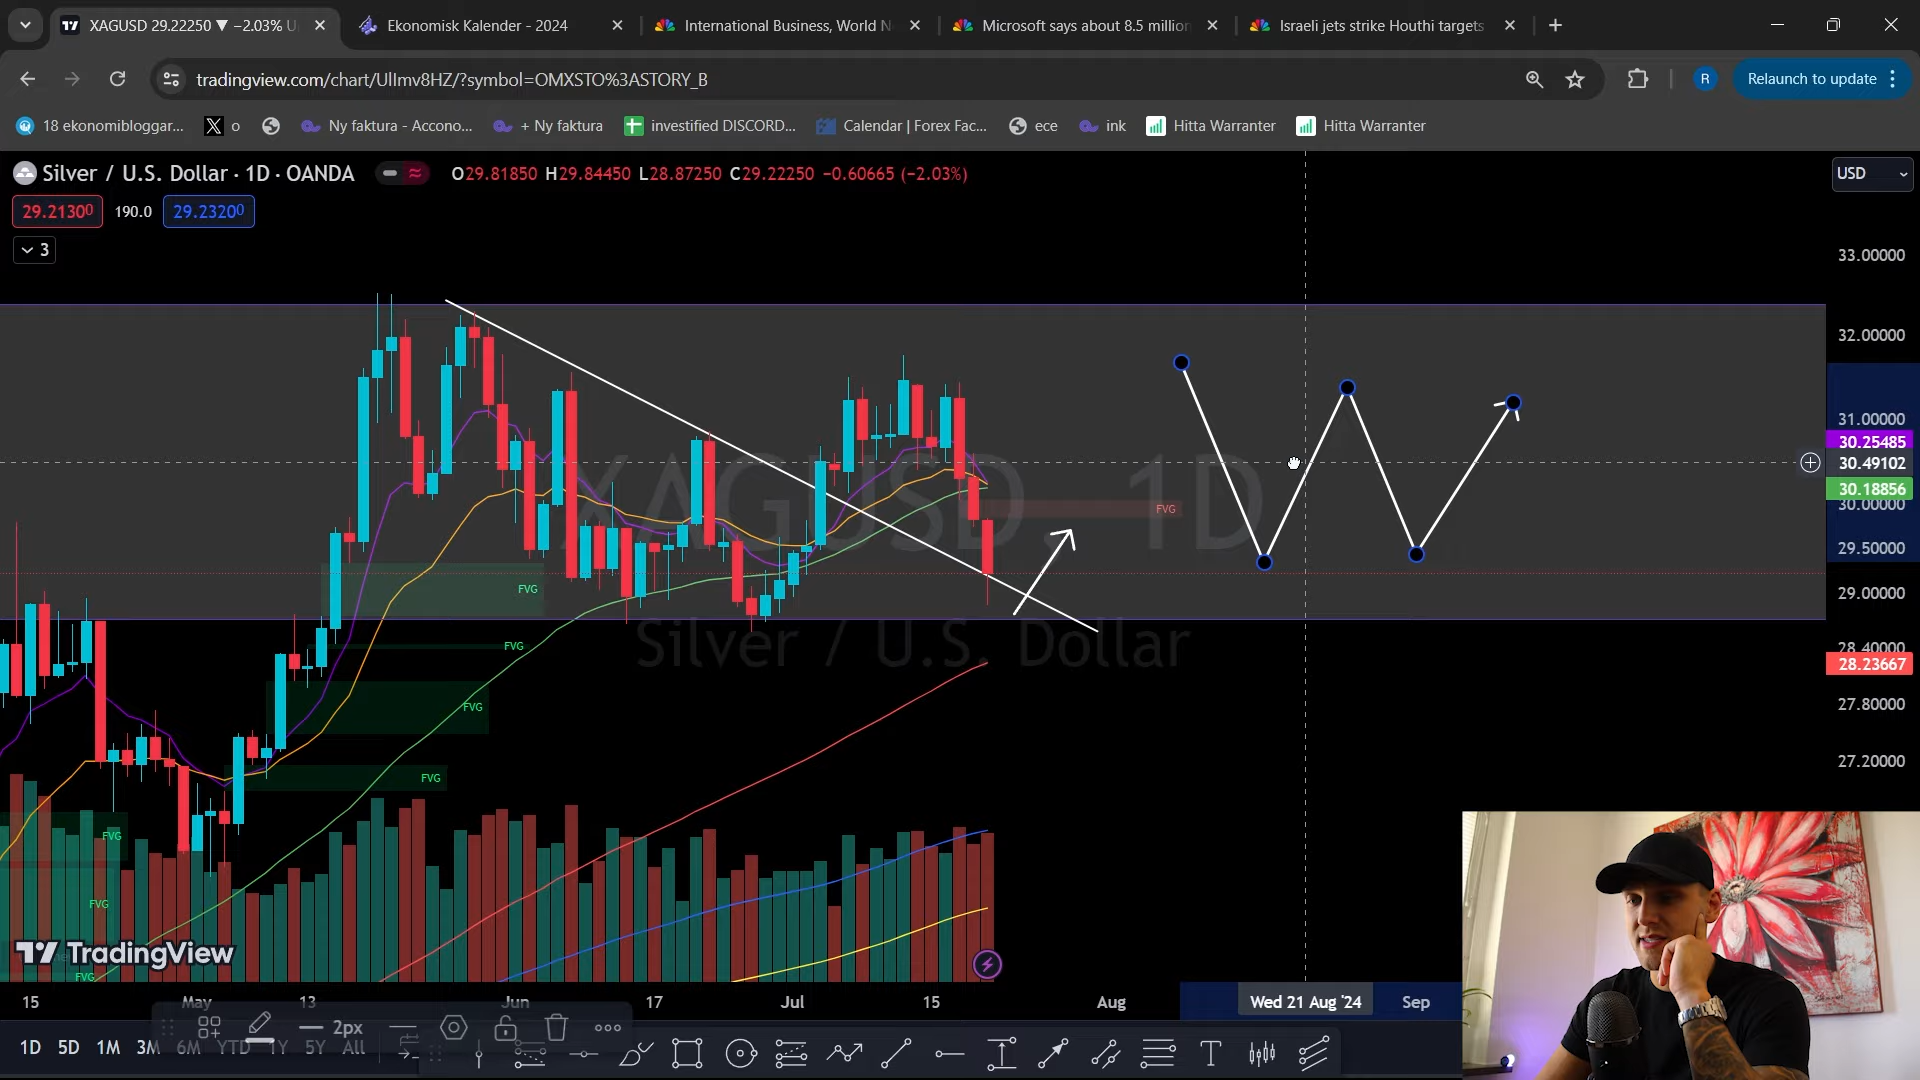 XAGUSD 29.22250 ▼ −2.03% U
Ekonomisk Kalender - 2024
International Business, World N
Microsoft says about 8.5 million
Israeli jets strike Houthi targets
tradingview.com/chart/UlImv8HZ/?symbol=OMXSTO%3ASTORY_B
R
Relaunch to update
18 ekonomibloggar...
o
Ny faktura - Accono...
+ Ny faktura
investified DISCORD...
Calendar | Forex Fac...
ece
ink
Hitta Warranter
Hitta Warranter
Silver / U.S. Dollar · 1D · OANDA
O29.81850 H29.84450 L28.87250 C29.22250 −0.60665 (−2.03%)
USD
29.21300
190.0
29.23200
3
33.00000
32.00000
31.00000
30.25485
30.49102
30.18856
30.00000
29.50000
29.00000
28.40000
28.23667
27.80000
27.20000
XAGUSD, 1D
Silver / U.S. Dollar
FVG
FVG
FVG
FVG
FVG
FVG
FVG
FVG
TradingView
15
May
13
Jun
17
Jul
15
Aug
Wed 21 Aug '24
Sep
2px
1D 5D 1M 3M 6M YTD 1Y 5Y All
T